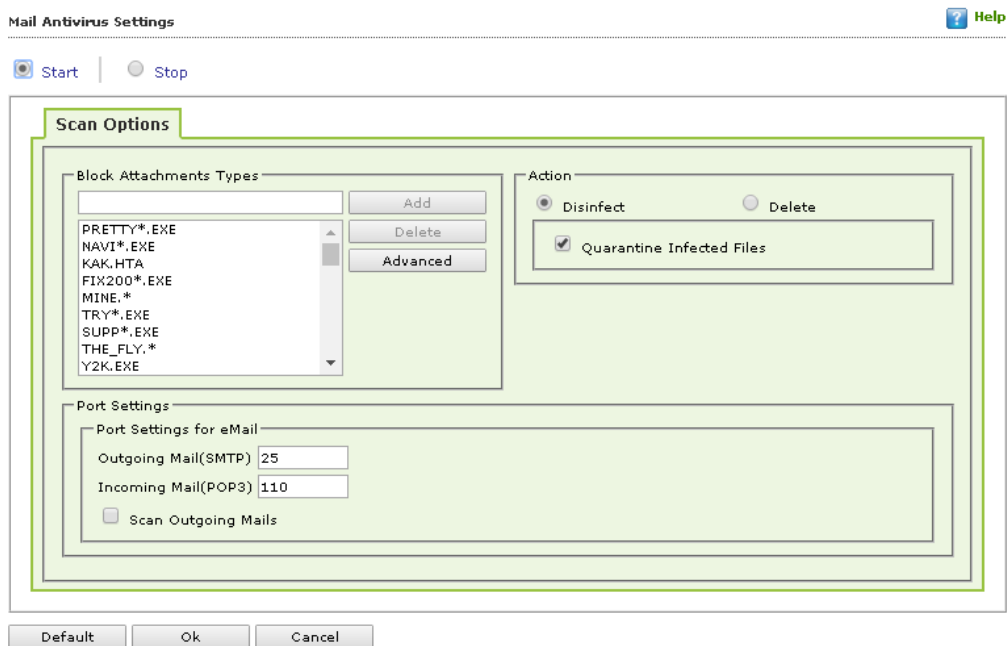 Mail Antivirus Settings
? Help
Start Stop
Scan Options
Block Attachments Types
Add
PRETTY*.EXE
NAVI*.EXE
KAK.HTA
FIX200*.EXE
MINE.*
TRY*.EXE
SUPP*.EXE
THE_FLY.*
Y2K.EXE
Delete
Advanced
Action
Disinfect Delete
Quarantine Infected Files
Port Settings
Port Settings for eMail
Outgoing Mail(SMTP) 25
Incoming Mail(POP3) 110
Scan Outgoing Mails
Default Ok Cancel